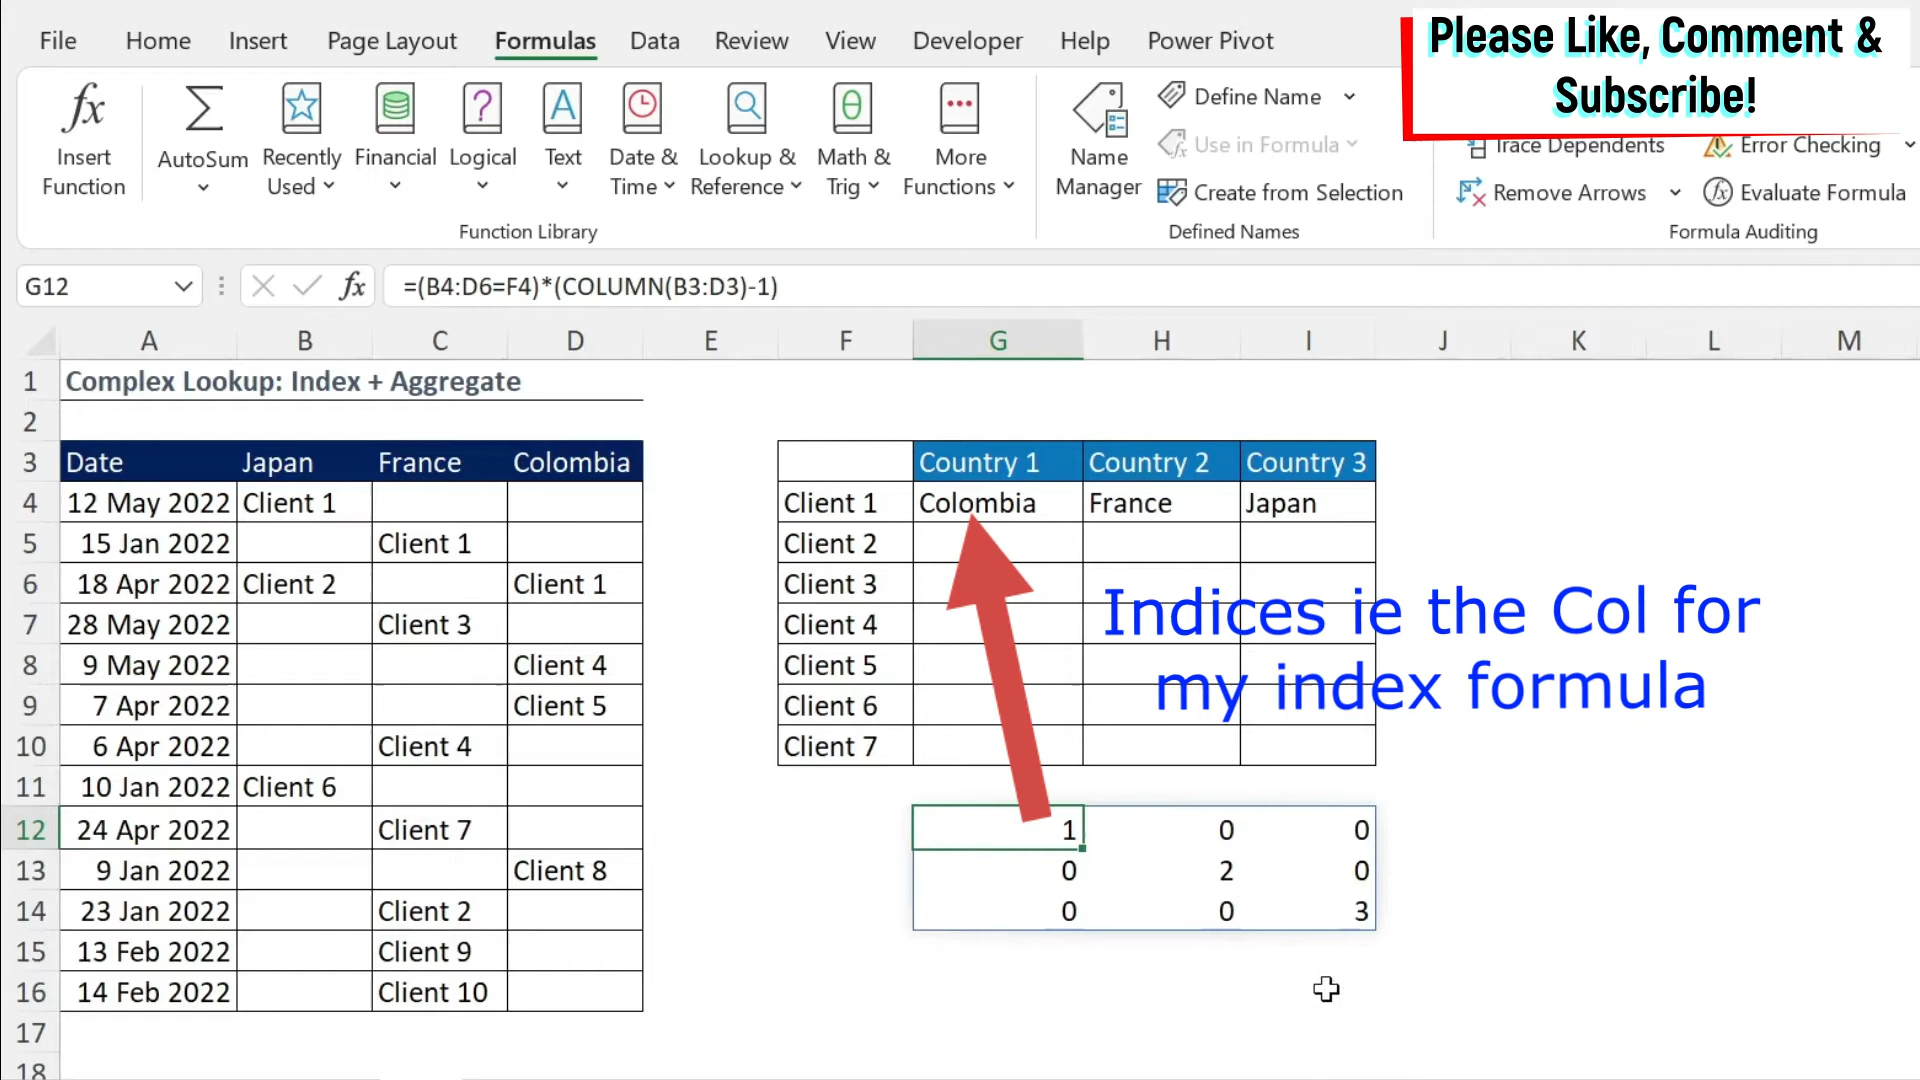 File Home Insert Page Layout Formulas Data Review View Developer Help Power Pivot
Please Like, Comment &
Subscribe!
fx Insert Function
AutoSum
Recently Used
Financial
Logical
Text
Date & Time
Lookup & Reference
Math & Trig
More Functions
Function Library
Name Manager
Define Name
Use in Formula
Create from Selection
Defined Names
Trace Dependents
Remove Arrows
Error Checking
Evaluate Formula
Formula Auditing
G12 fx =(B4:D6=F4)*(COLUMN(B3:D3)-1)
A B C D E F G H I J K L M
1 Complex Lookup: Index + Aggregate
2
3 Date Japan France Colombia Country 1 Country 2 Country 3
4 12 May 2022 Client 1 Client 1 Colombia France Japan
5 15 Jan 2022 Client 1 Client 2
6 18 Apr 2022 Client 2 Client 1 Client 3
7 28 May 2022 Client 3 Client 4
8 9 May 2022 Client 4 Client 5
9 7 Apr 2022 Client 5 Client 6
10 6 Apr 2022 Client 4 Client 7
Indices ie the Col for
my index formula
11 10 Jan 2022 Client 6
12 24 Apr 2022 Client 7 1 0 0
13 9 Jan 2022 Client 8 0 2 0
14 23 Jan 2022 Client 2 0 0 3
15 13 Feb 2022 Client 9
16 14 Feb 2022 Client 10
17
18